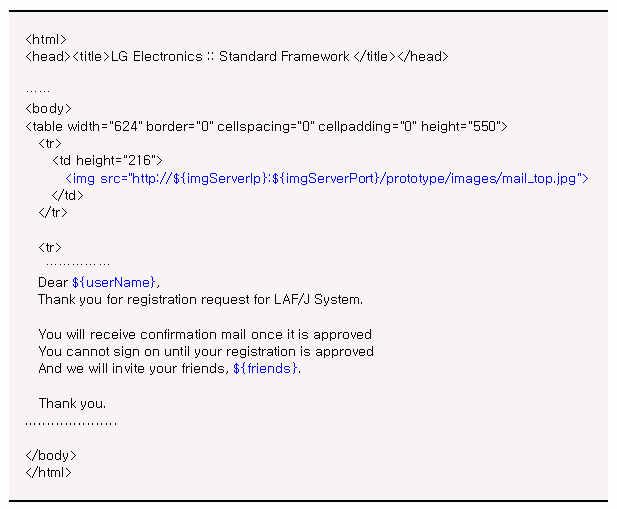 <html>
<head><title>LG Electronics :: Standard Framework </title></head>
……
<body>
<table width="624" border="0" cellspacing="0" cellpadding="0" height="550">
<tr>
<td height="216">
<img src="http://${imgServerIp}:${imgServerPort}/prototype/images/mail_top.jpg">
</td>
</tr>
<tr>
……………
Dear ${userName},
Thank you for registration request for LAF/J System.
You will receive confirmation mail once it is approved
You cannot sign on until your registration is approved
And we will invite your friends, ${friends}.
Thank you.
…………………
</body>
</html>